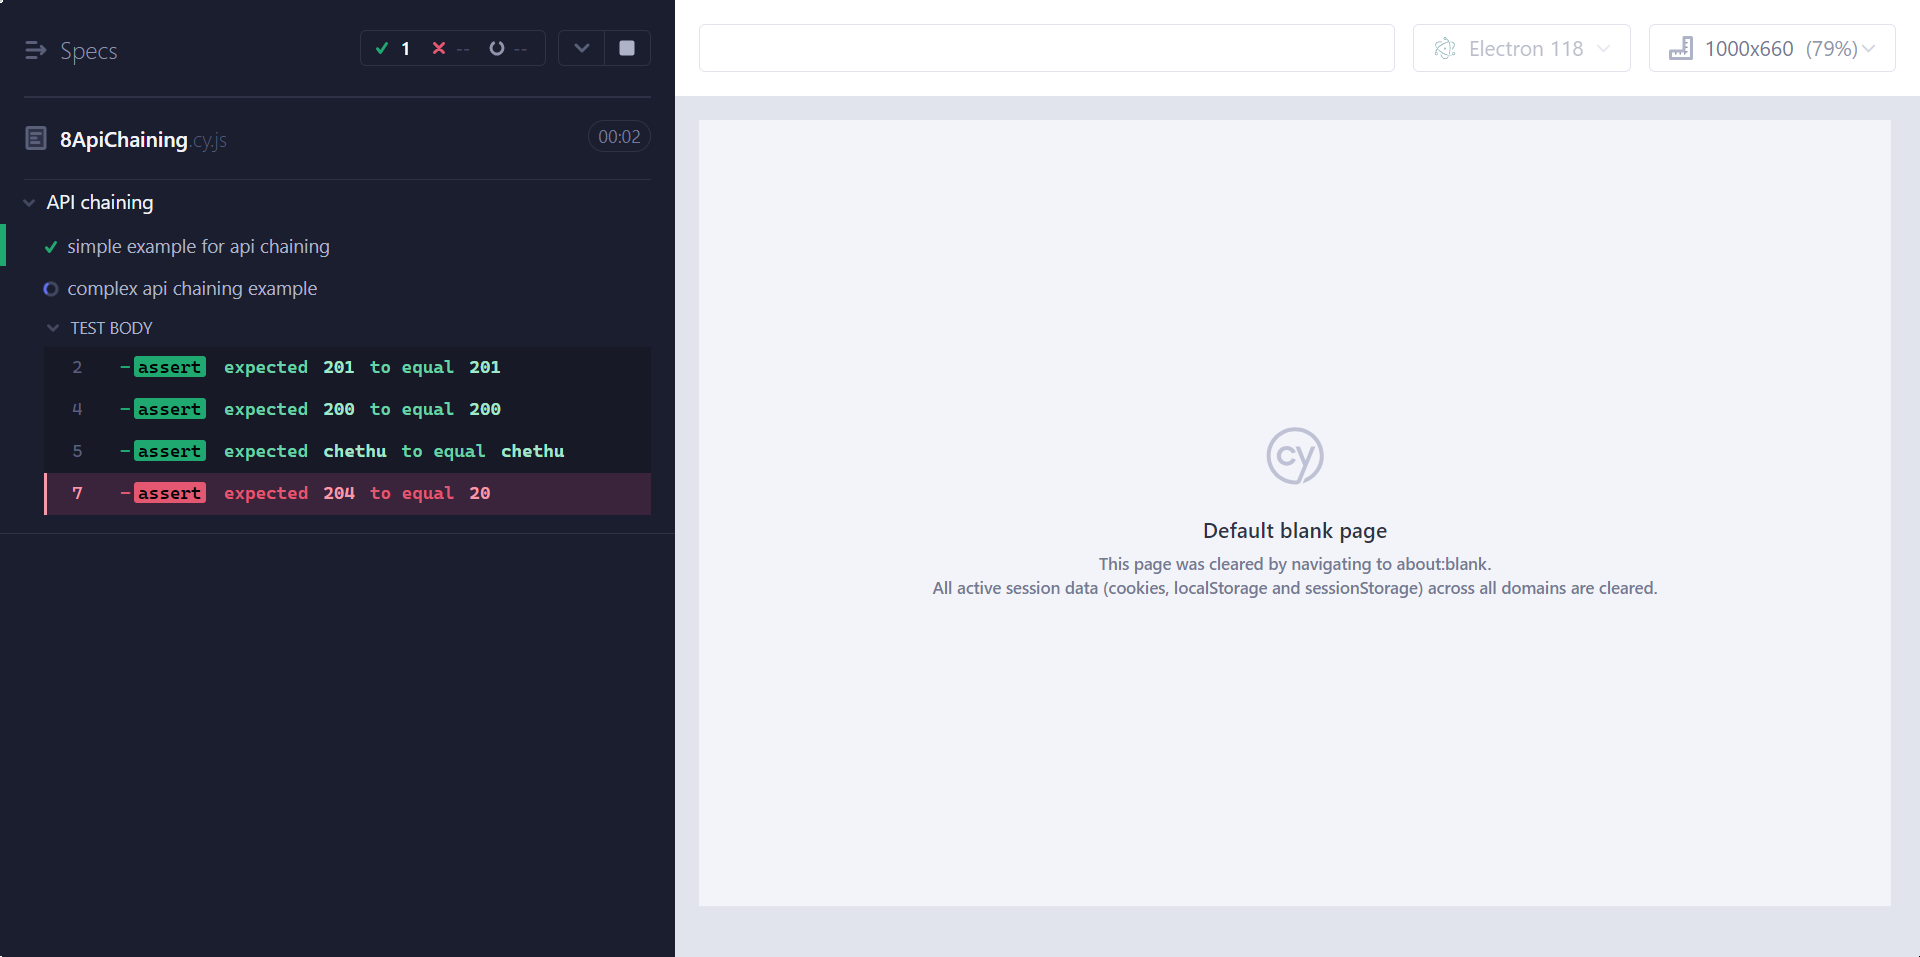 Specs
1 -- --
8ApiChaining.cy.js
00:02
API chaining
simple example for api chaining
complex api chaining example
TEST BODY
2 -assert expected 201 to equal 201
4 -assert expected 200 to equal 200
5 -assert expected chethu to equal chethu
7 -assert expected 204 to equal 20
Electron 118
1000x660 (79%)
cy
Default blank page
This page was cleared by navigating to about:blank.
All active session data (cookies, localStorage and sessionStorage) across all domains are cleared.